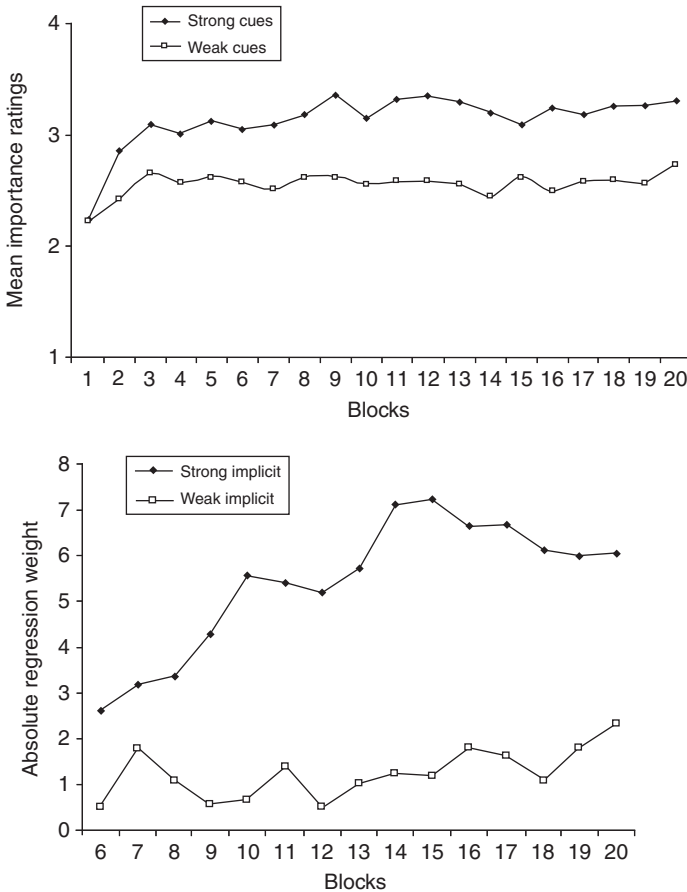 4
Strong cues
Weak cues
3
2
1
Mean importance ratings
1 2 3 4 5 6 7 8 9 10 11 12 13 14 15 16 17 18 19 20
Blocks
8
Strong implicit
Weak implicit
7
6
5
4
3
2
1
0
Absolute regression weight
6 7 8 9 10 11 12 13 14 15 16 17 18 19 20
Blocks